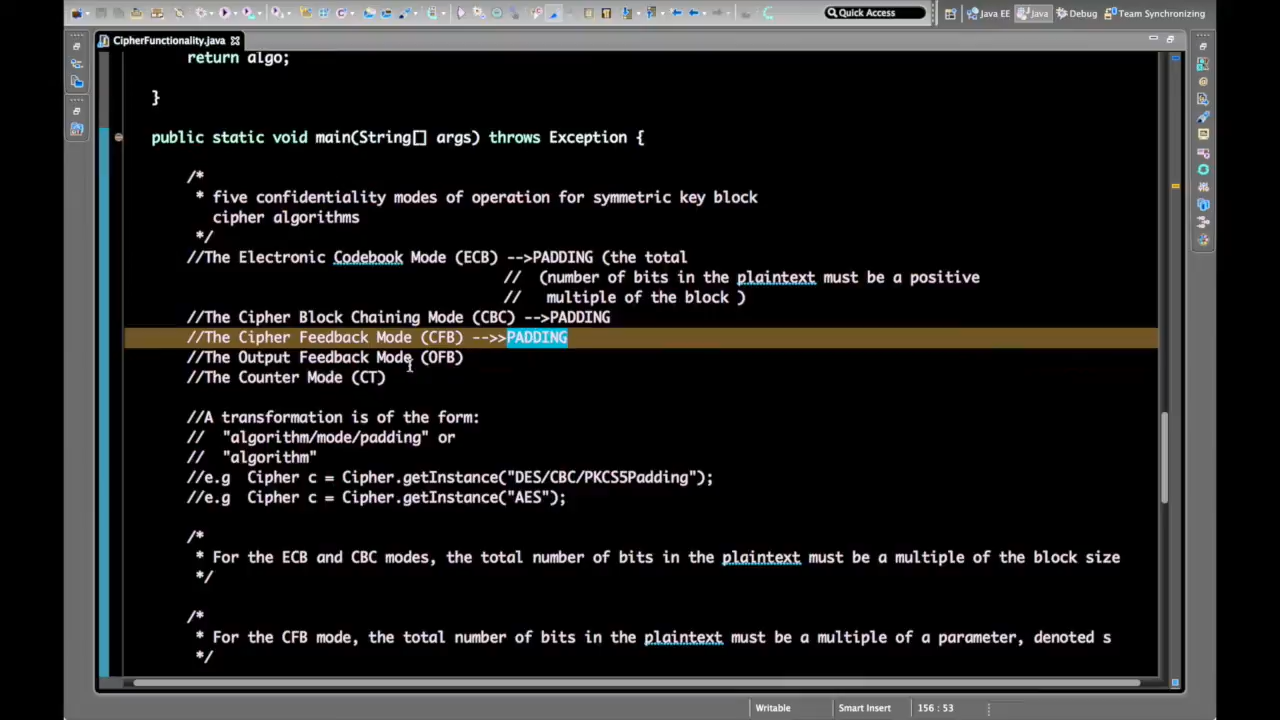 Quick Access
Java EE
Java
Debug
Team Synchronizing
CipherFunctionality.java
return algo;
}
public static void main(String[] args) throws Exception {
/*
* five confidentiality modes of operation for symmetric key block
cipher algorithms
*/
//The Electronic Codebook Mode (ECB) -->PADDING (the total
// (number of bits in the plaintext must be a positive
// multiple of the block )
//The Cipher Block Chaining Mode (CBC) -->PADDING
//The Cipher Feedback Mode (CFB) -->>PADDING
//The Output Feedback Mode (OFB)
//The Counter Mode (CT)
//A transformation is of the form:
// "algorithm/mode/padding" or
// "algorithm"
//e.g Cipher c = Cipher.getInstance("DES/CBC/PKCS5Padding");
//e.g Cipher c = Cipher.getInstance("AES");
/*
* For the ECB and CBC modes, the total number of bits in the plaintext must be a multiple of the block size
*/
/*
* For the CFB mode, the total number of bits in the plaintext must be a multiple of a parameter, denoted s
*/
Writable
Smart Insert
156 : 53